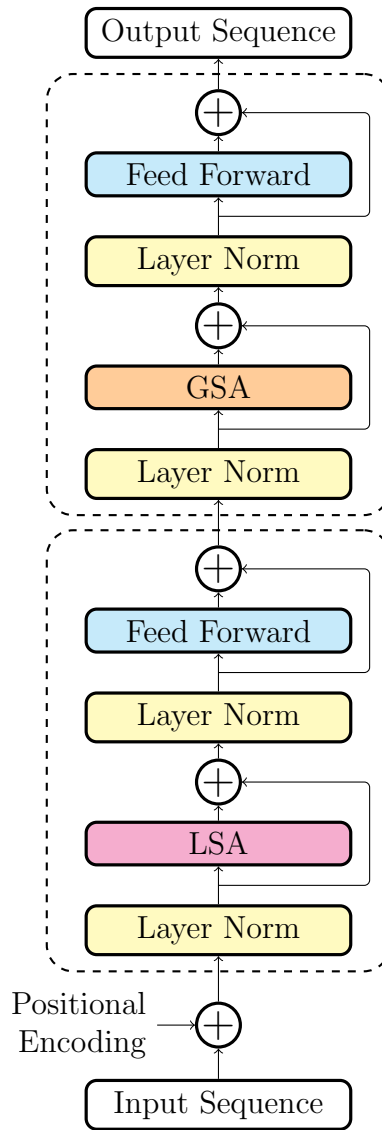 Output Sequence
Feed Forward
Layer Norm
GSA
Layer Norm
Feed Forward
Layer Norm
LSA
Layer Norm
Positional
Encoding
Input Sequence